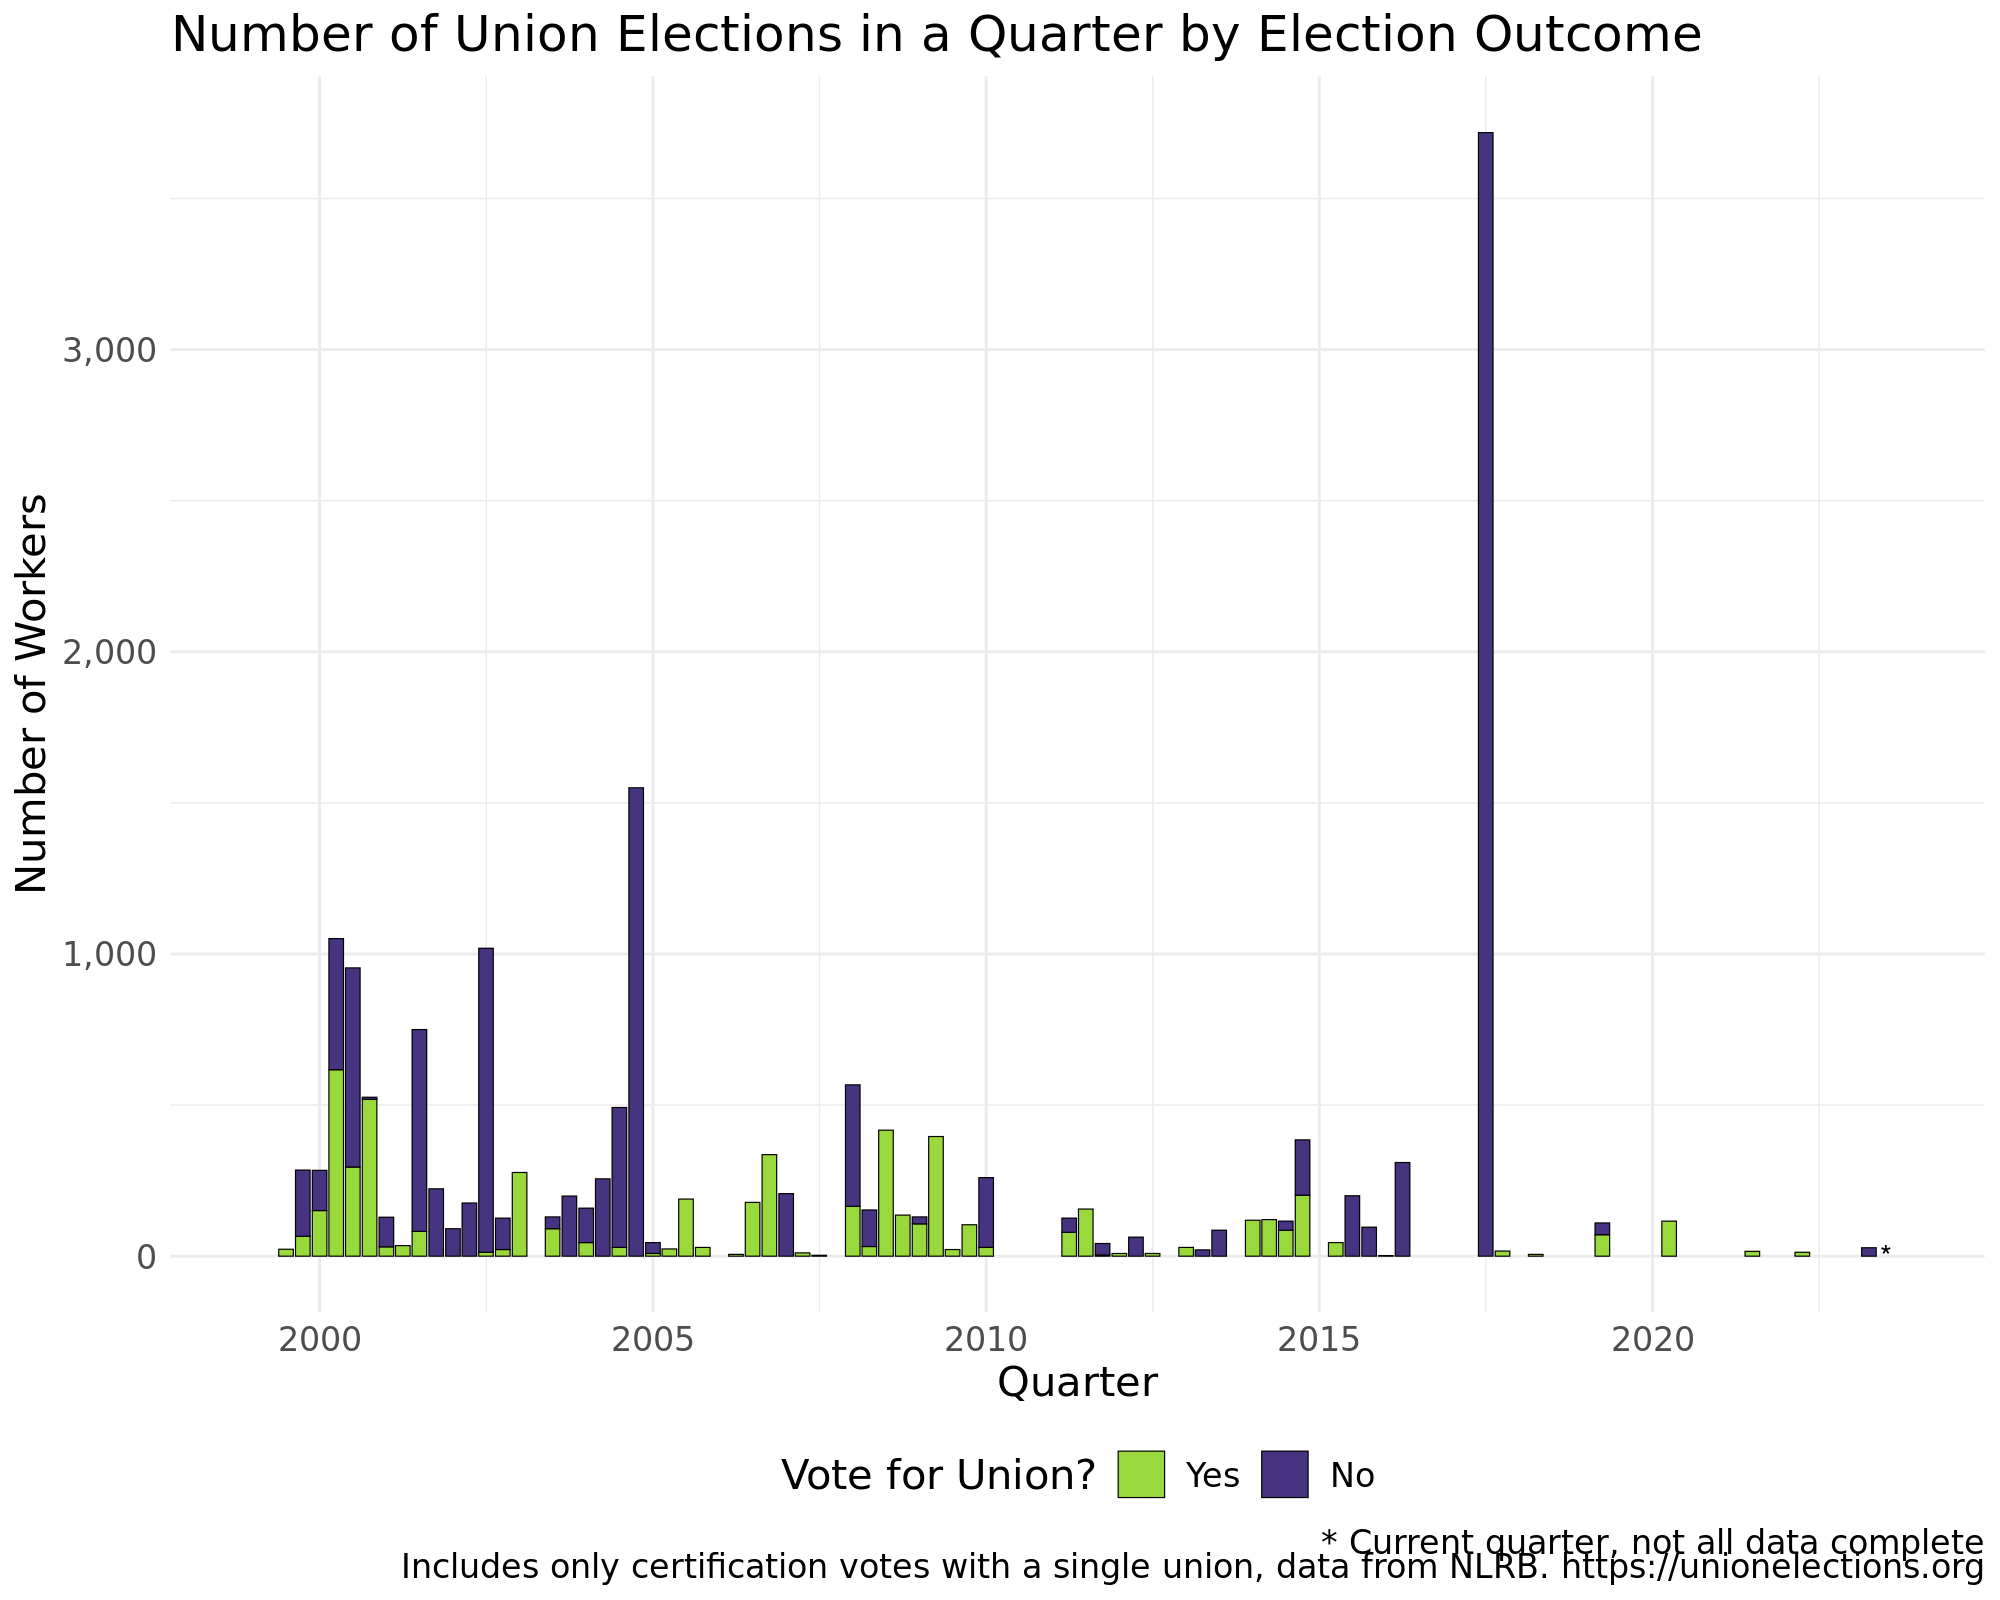 Number of Union Elections in a Quarter by Election Outcome
Number of Workers
3,000
2,000
1,000
0
*
2000 2005 2010 2015 2020
Quarter
Vote for Union? Yes No
* Current quarter, not all data complete
Includes only certification votes with a single union, data from NLRB. https://unionelections.org